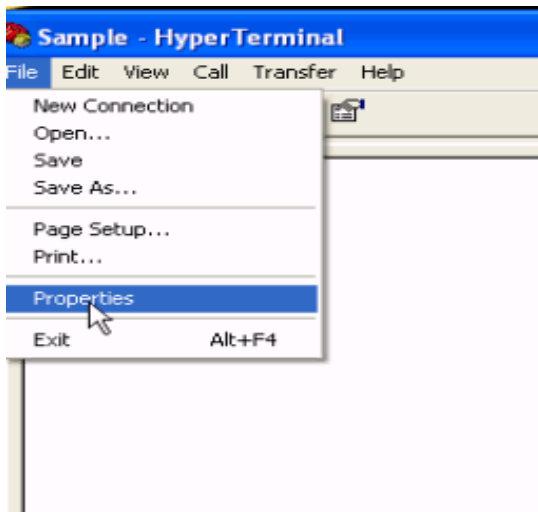 Sample - HyperTerminal
File Edit View Call Transfer Help
New Connection
Open...
Save
Save As...
Page Setup...
Print...
Properties
Exit Alt+F4